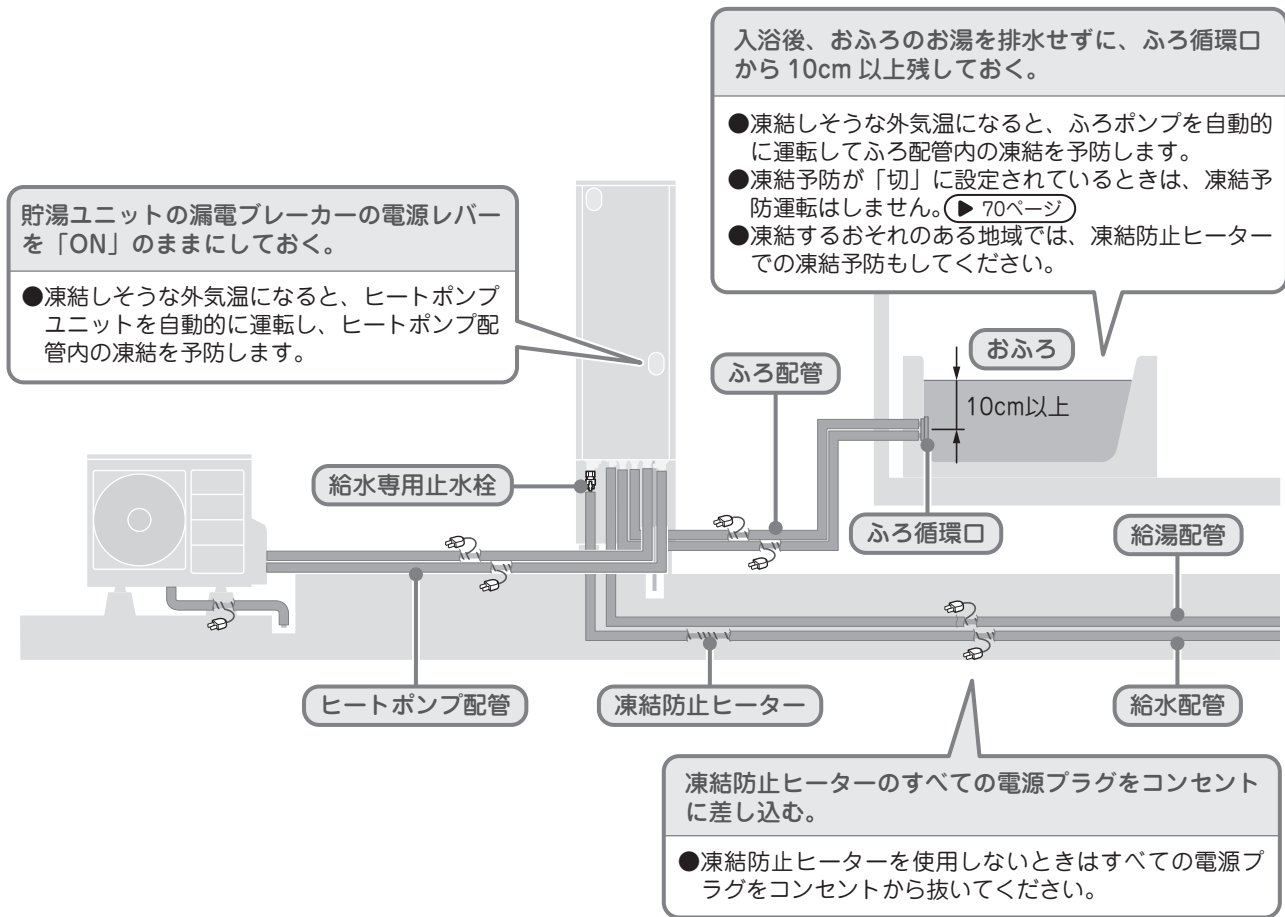 入浴後、おふろのお湯を排水せずに、ふろ循環口
から 10cm 以上残しておく。
●凍結しそうな外気温になると、ふろポンプを自動的
に運転してふろ配管内の凍結を予防します。
●凍結予防が「切」に設定されているときは、凍結予
防運転はしません。(▶ 70ページ)
●凍結するおそれのある地域では、凍結防止ヒーター
での凍結予防もしてください。
貯湯ユニットの漏電ブレーカーの電源レバー
を「ON」のままにしておく。
●凍結しそうな外気温になると、ヒートポンプ
ユニットを自動的に運転し、ヒートポンプ配
管内の凍結を予防します。
おふろ
ふろ配管
10cm以上
給水専用止水栓
ふろ循環口
給湯配管
ヒートポンプ配管
凍結防止ヒーター
給水配管
凍結防止ヒーターのすべての電源プラグをコンセント
に差し込む。
●凍結防止ヒーターを使用しないときはすべての電源プ
ラグをコンセントから抜いてください。